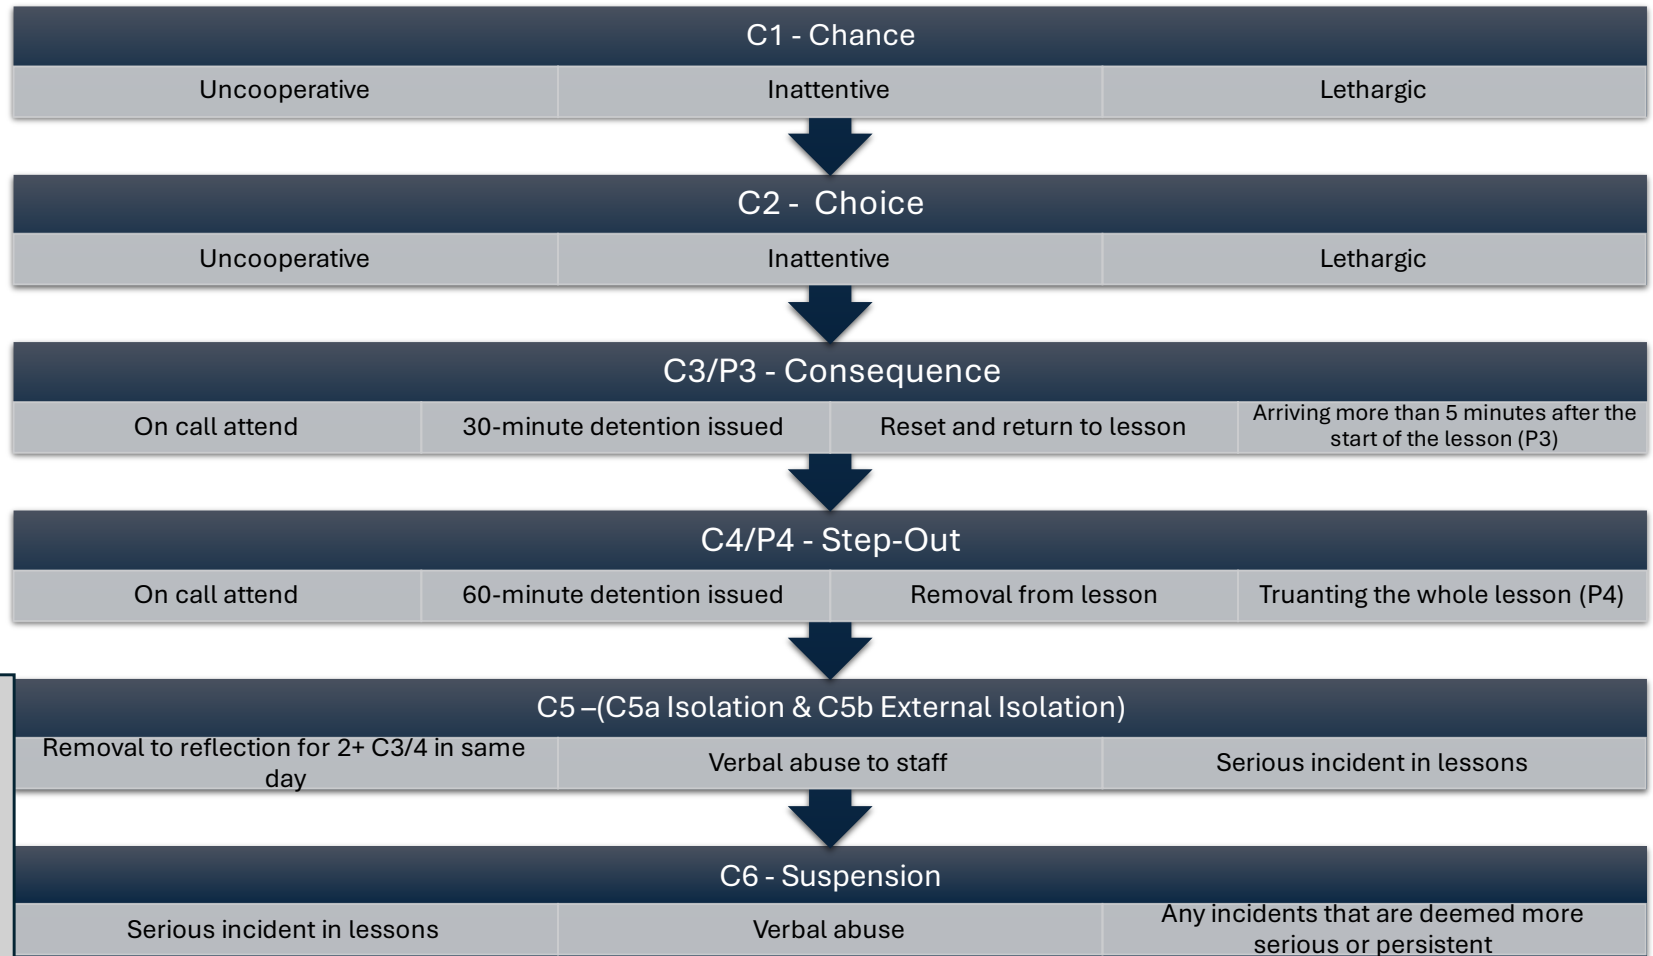 C1 - Chance
Uncooperative
Inattentive
Lethargic
C2 -  Choice
Uncooperative
Inattentive
Lethargic
C3/P3 - Consequence
On call attend
30-minute detention issued
Reset and return to lesson
Arriving more than 5 minutes after the
start of the lesson (P3)
C4/P4 - Step-Out
On call attend
60-minute detention issued
Removal from lesson
Truanting the whole lesson (P4)
C5 –(C5a Isolation & C5b External Isolation)
Removal to reflection for 2+ C3/4 in same
day
Verbal abuse to staff
Serious incident in lessons
C6 - Suspension
Serious incident in lessons
Verbal abuse
Any incidents that are deemed more
serious or persistent